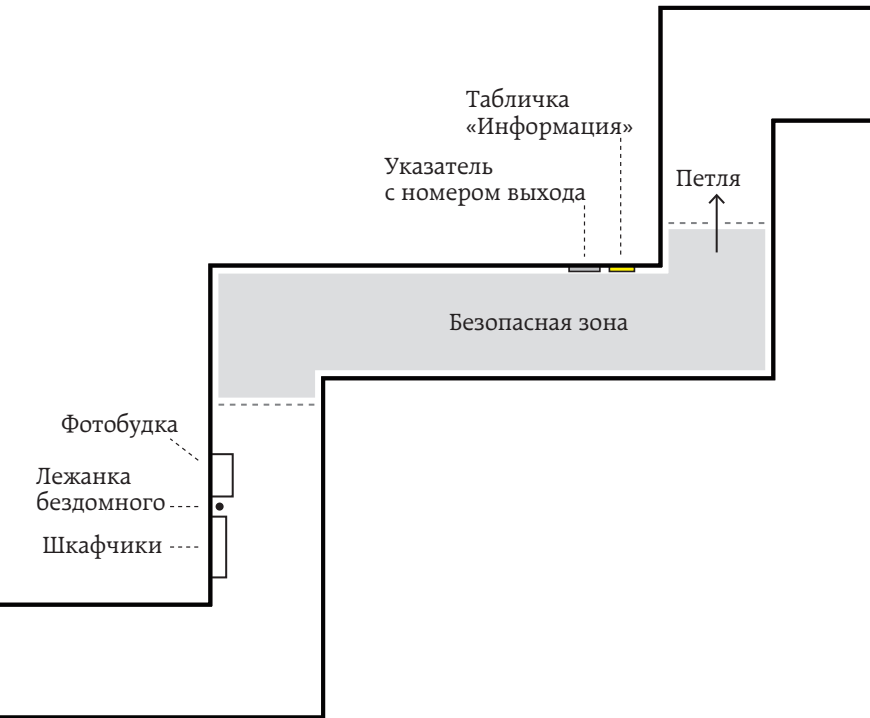 Табличка
«Информация»
Указатель
с номером выхода
Петля
Безопасная зона
Фотобудка
Лежанка
бездомного
Шкафчики